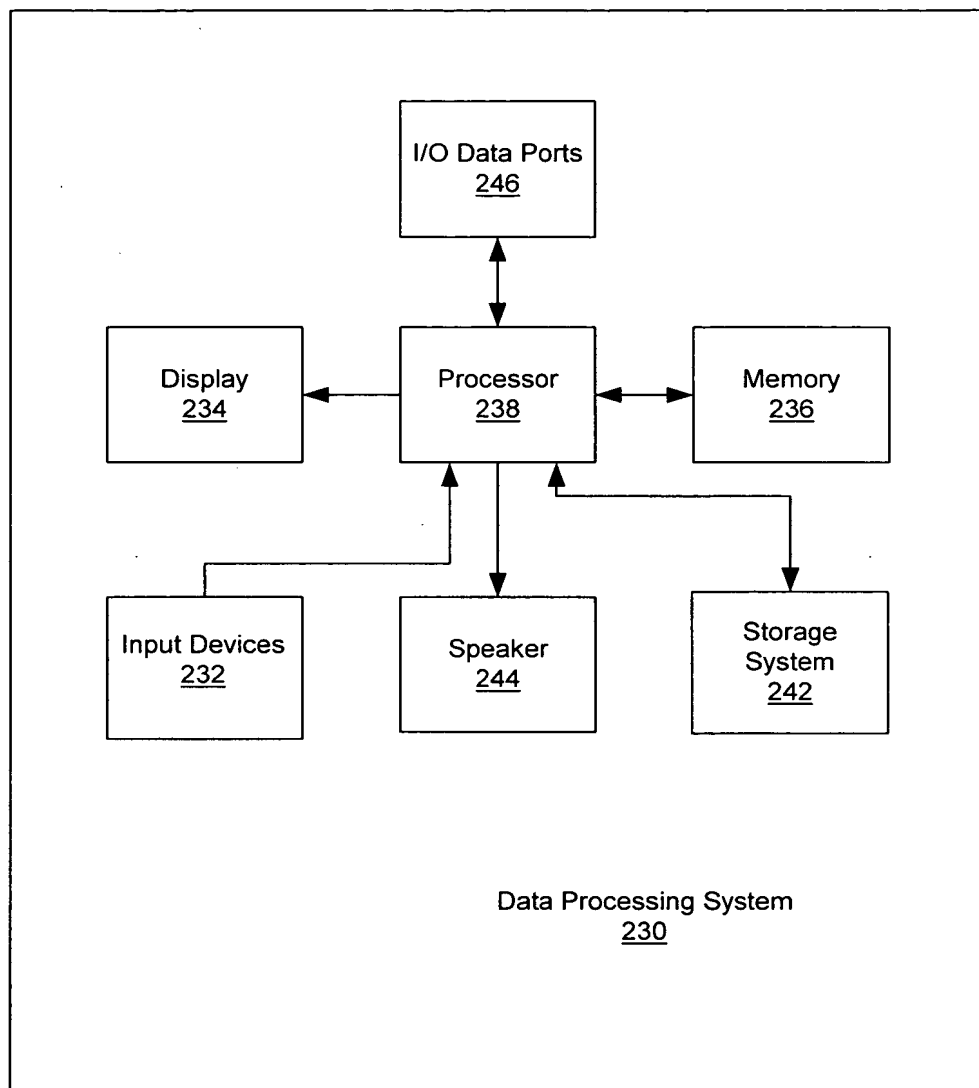 I/O Data Ports
246
Display
234
Processor
238
Memory
236
Input Devices
232
Speaker
244
Storage
System
242
Data Processing System
230